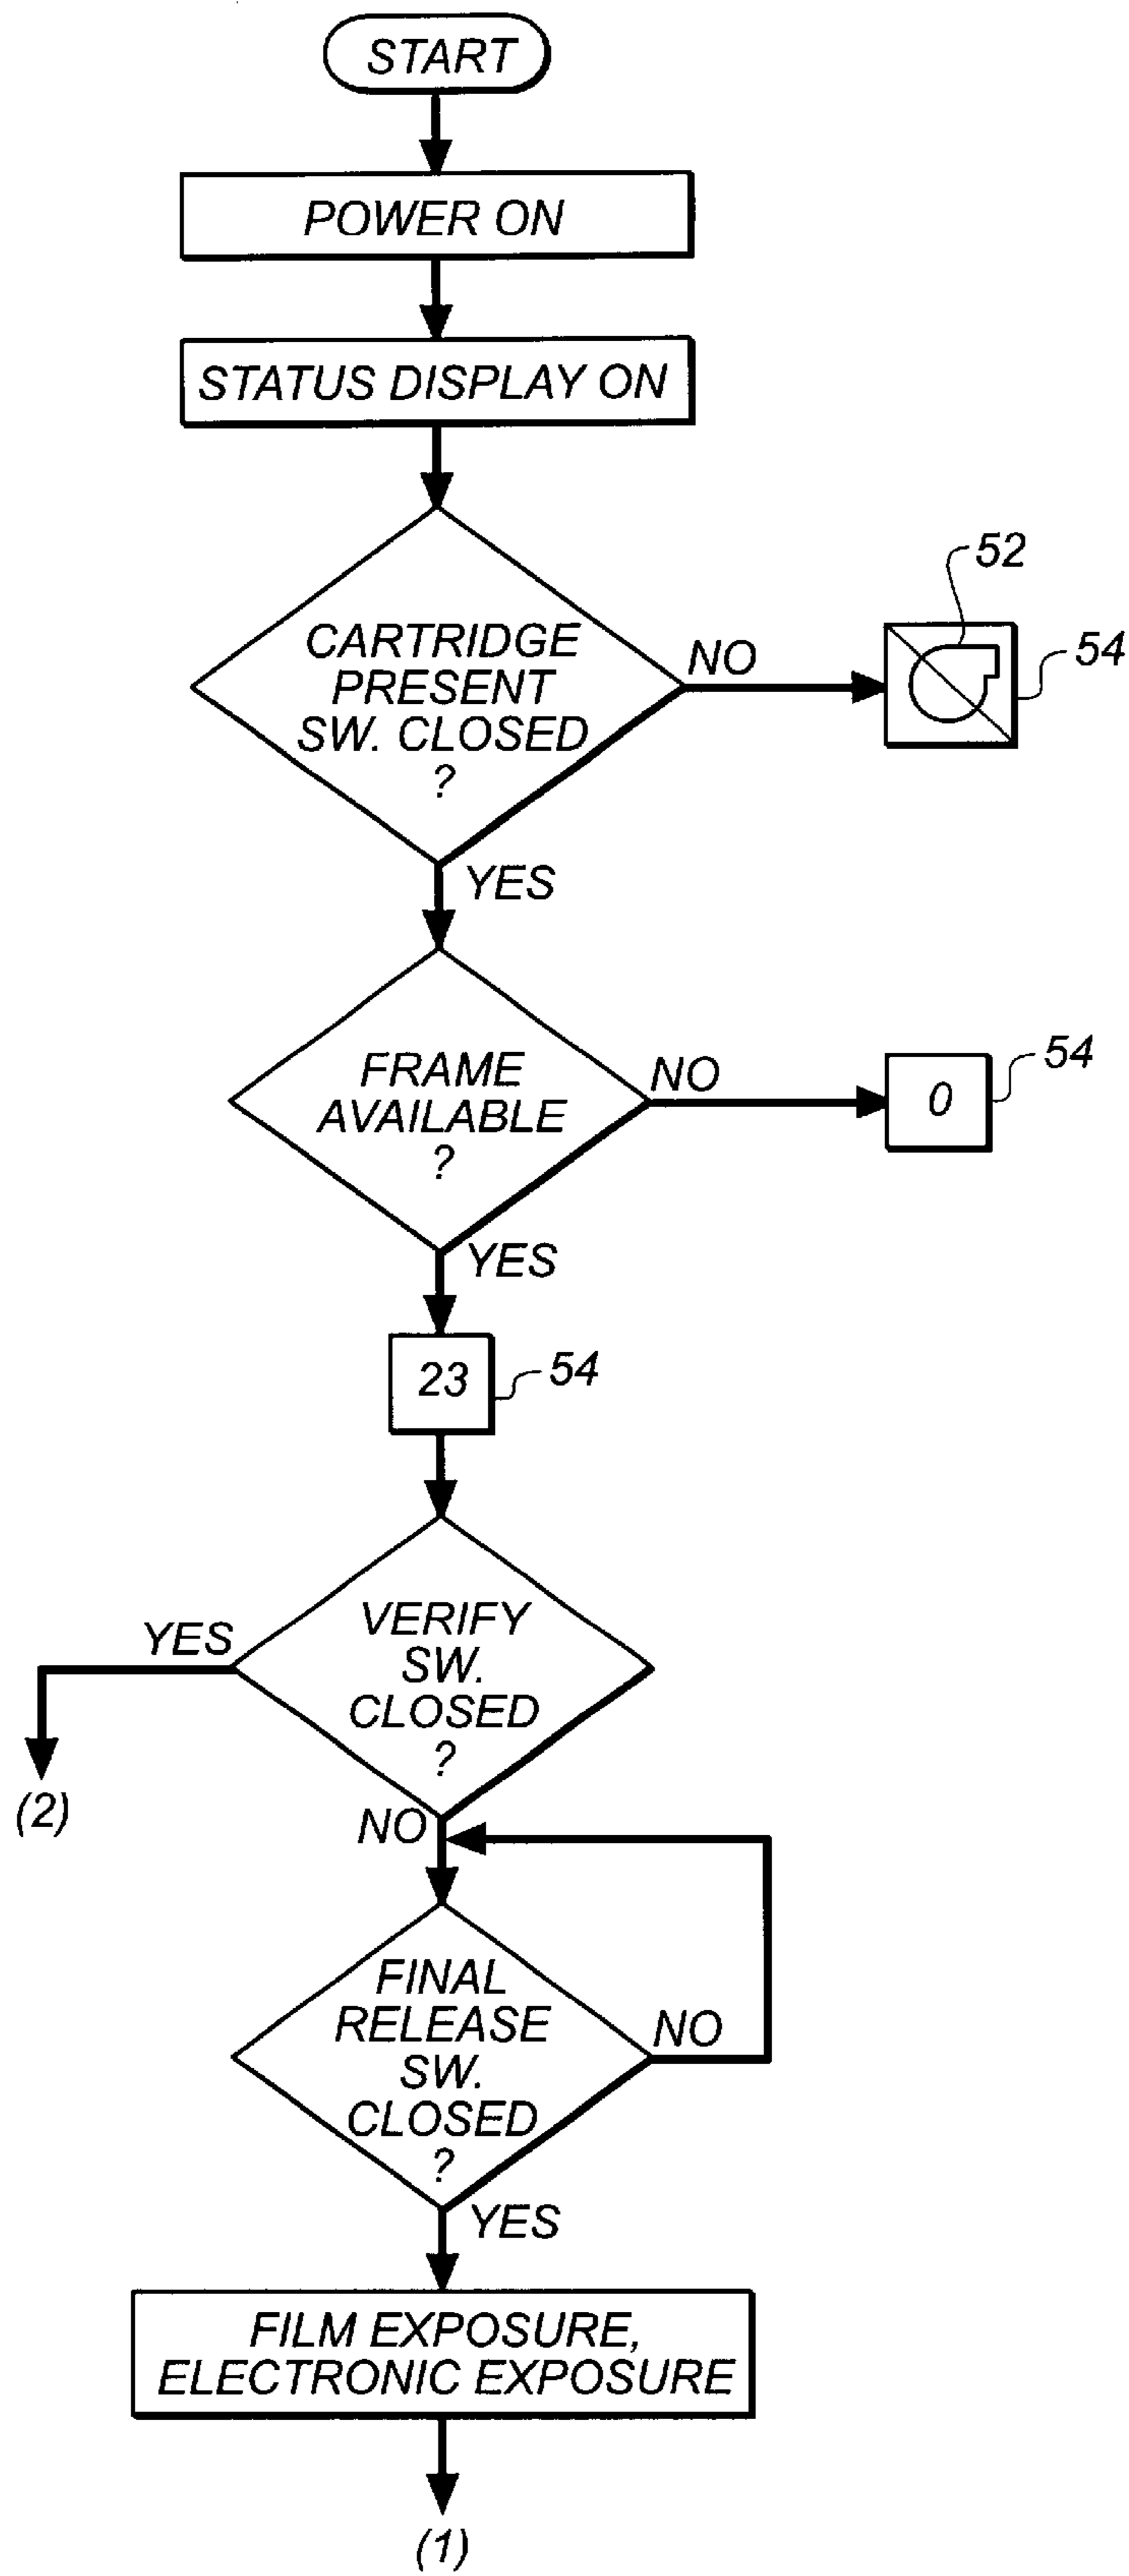 START
POWER ON
STATUS DISPLAY ON
52
CARTRIDGE
PRESENT
SW. CLOSED
?
NO
54
YES
FRAME
AVAILABLE
?
NO
0
54
YES
23
54
YES
VERIFY
SW.
CLOSED
?
(2)
NO
FINAL
RELEASE
SW.
CLOSED
?
NO
YES
FILM EXPOSURE,
ELECTRONIC EXPOSURE
(1)